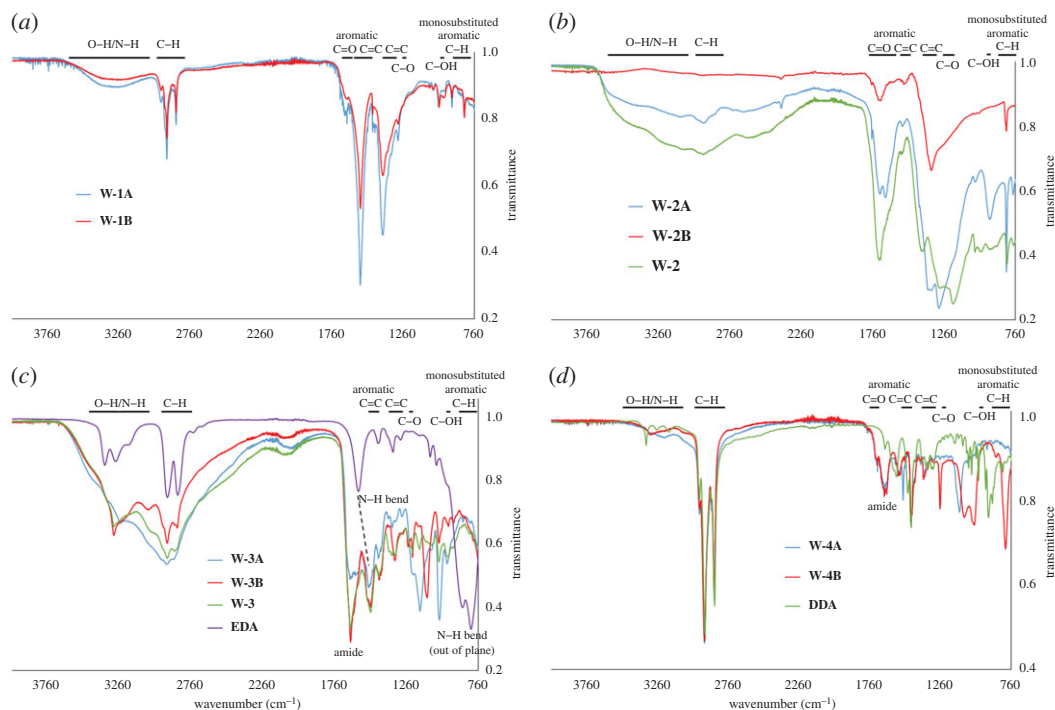 (a)
monosubstituted
aromatic
aromatic
O–H/N–H C–H C=O C=C C=C C–H
C–O C–OH
1.0
0.8
0.6
0.4
0.2
transmittance
W-1A
W-1B
3760 3260 2760 2260 1760 1260 760
(b)
monosubstituted
aromatic
aromatic
O–H/N–H C–H C=O C=C C=C C–H
C–O C–OH
1.0
0.8
0.6
0.4
0.2
transmittance
W-2A
W-2B
W-2
3760 3260 2760 2260 1760 1260 760
(c)
monosubstituted
aromatic
aromatic
O–H/N–H C–H C=C C=C C–H
C–O C–OH
1.0
0.8
0.6
0.4
0.2
transmittance
N–H bend
W-3A
W-3B
W-3
EDA
amide
N–H bend
(out of plane)
3760 3260 2760 2260 1760 1260 760
wavenumber (cm⁻¹)
(d)
monosubstituted
aromatic
aromatic
O–H/N–H C–H C=O C=C C=C C–H
C–O C–OH
1.0
0.8
0.6
0.4
transmittance
amide
W-4A
W-4B
DDA
3760 3260 2760 2260 1760 1260 760
wavenumber (cm⁻¹)